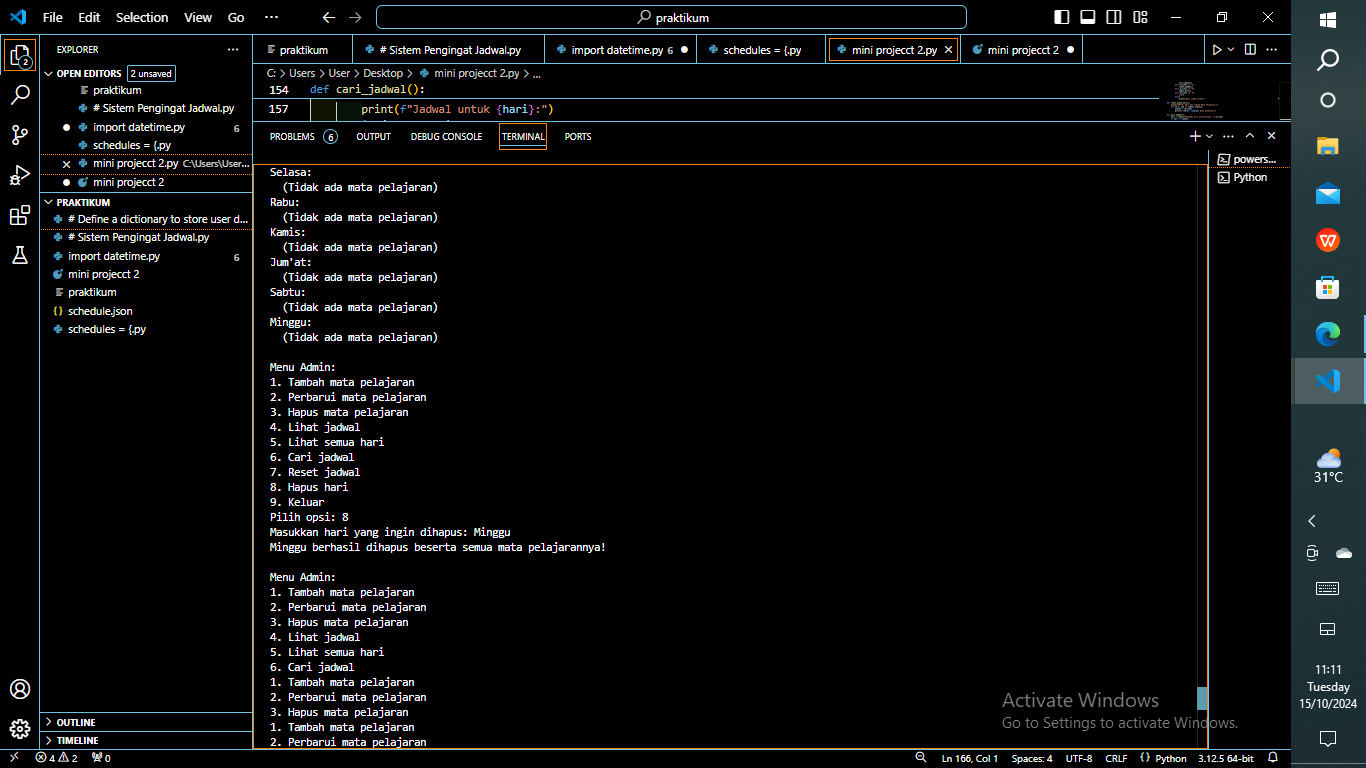 File Edit Selection View Go ··· praktikum
EXPLORER ···
OPEN EDITORS 2 unsaved
praktikum
# Sistem Pengingat Jadwal.py
import datetime.py 6
schedules = {.py
mini projecct 2.py C:\Users\User...
mini projecct 2
PRAKTIKUM
# Define a dictionary to store user d...
# Sistem Pengingat Jadwal.py
import datetime.py 6
mini projecct 2
praktikum
schedule.json
schedules = {.py
OUTLINE
TIMELINE
praktikum # Sistem Pengingat Jadwal.py import datetime.py 6 schedules = {.py mini projecct 2.py mini projecct 2
C: > Users > User > Desktop > mini projecct 2.py > ...
154 def cari_jadwal():
157 print(f"Jadwal untuk {hari}:")
PROBLEMS 6 OUTPUT DEBUG CONSOLE TERMINAL PORTS
powers...
Python
Selasa:
(Tidak ada mata pelajaran)
Rabu:
(Tidak ada mata pelajaran)
Kamis:
(Tidak ada mata pelajaran)
Jum'at:
(Tidak ada mata pelajaran)
Sabtu:
(Tidak ada mata pelajaran)
Minggu:
(Tidak ada mata pelajaran)
Menu Admin:
1. Tambah mata pelajaran
2. Perbarui mata pelajaran
3. Hapus mata pelajaran
4. Lihat jadwal
5. Lihat semua hari
6. Cari jadwal
7. Reset jadwal
8. Hapus hari
9. Keluar
Pilih opsi: 8
Masukkan hari yang ingin dihapus: Minggu
Minggu berhasil dihapus beserta semua mata pelajarannya!
Menu Admin:
1. Tambah mata pelajaran
2. Perbarui mata pelajaran
3. Hapus mata pelajaran
4. Lihat jadwal
5. Lihat semua hari
6. Cari jadwal
1. Tambah mata pelajaran
2. Perbarui mata pelajaran
3. Hapus mata pelajaran
1. Tambah mata pelajaran
2. Perbarui mata pelajaran
Activate Windows
Go to Settings to activate Windows.
4 2 0 Ln 166, Col 1 Spaces: 4 UTF-8 CRLF {} Python 3.12.5 64-bit
31°C
11:11
Tuesday
15/10/2024